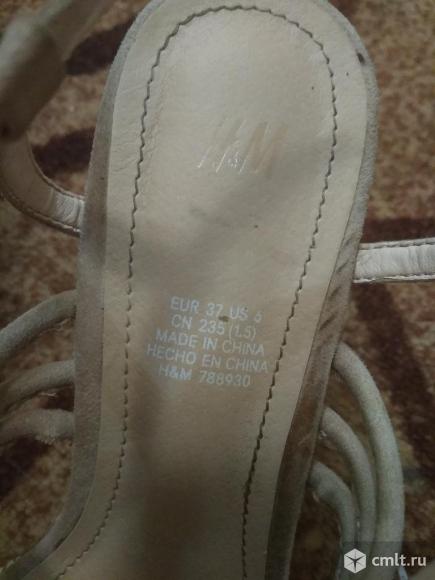 H&M
EUR 37 US 6
CN 235 (1.5)
MADE IN CHINA
HECHO EN CHINA
H&M 788930
cmlt.ru